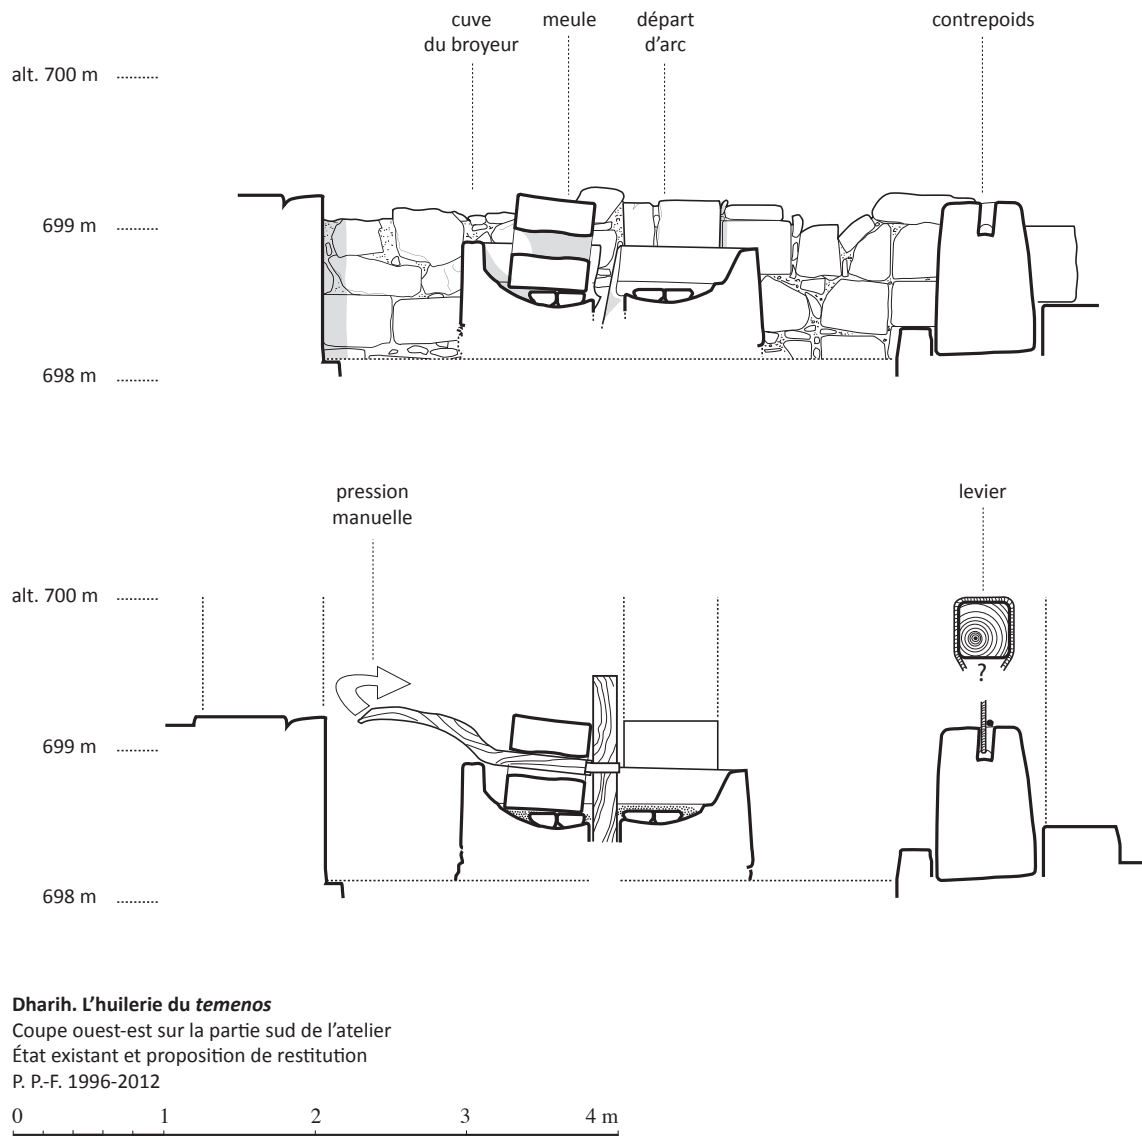 cuve
du broyeur
meule
départ
d'arc
contrepoids
alt. 700 m
699 m
698 m
pression
manuelle
levier
alt. 700 m
?
699 m
698 m
Dharih. L'huilerie du temenos
Coupe ouest-est sur la partie sud de l'atelier
État existant et proposition de restitution
P. P.-F. 1996-2012
0 1 2 3 4 m